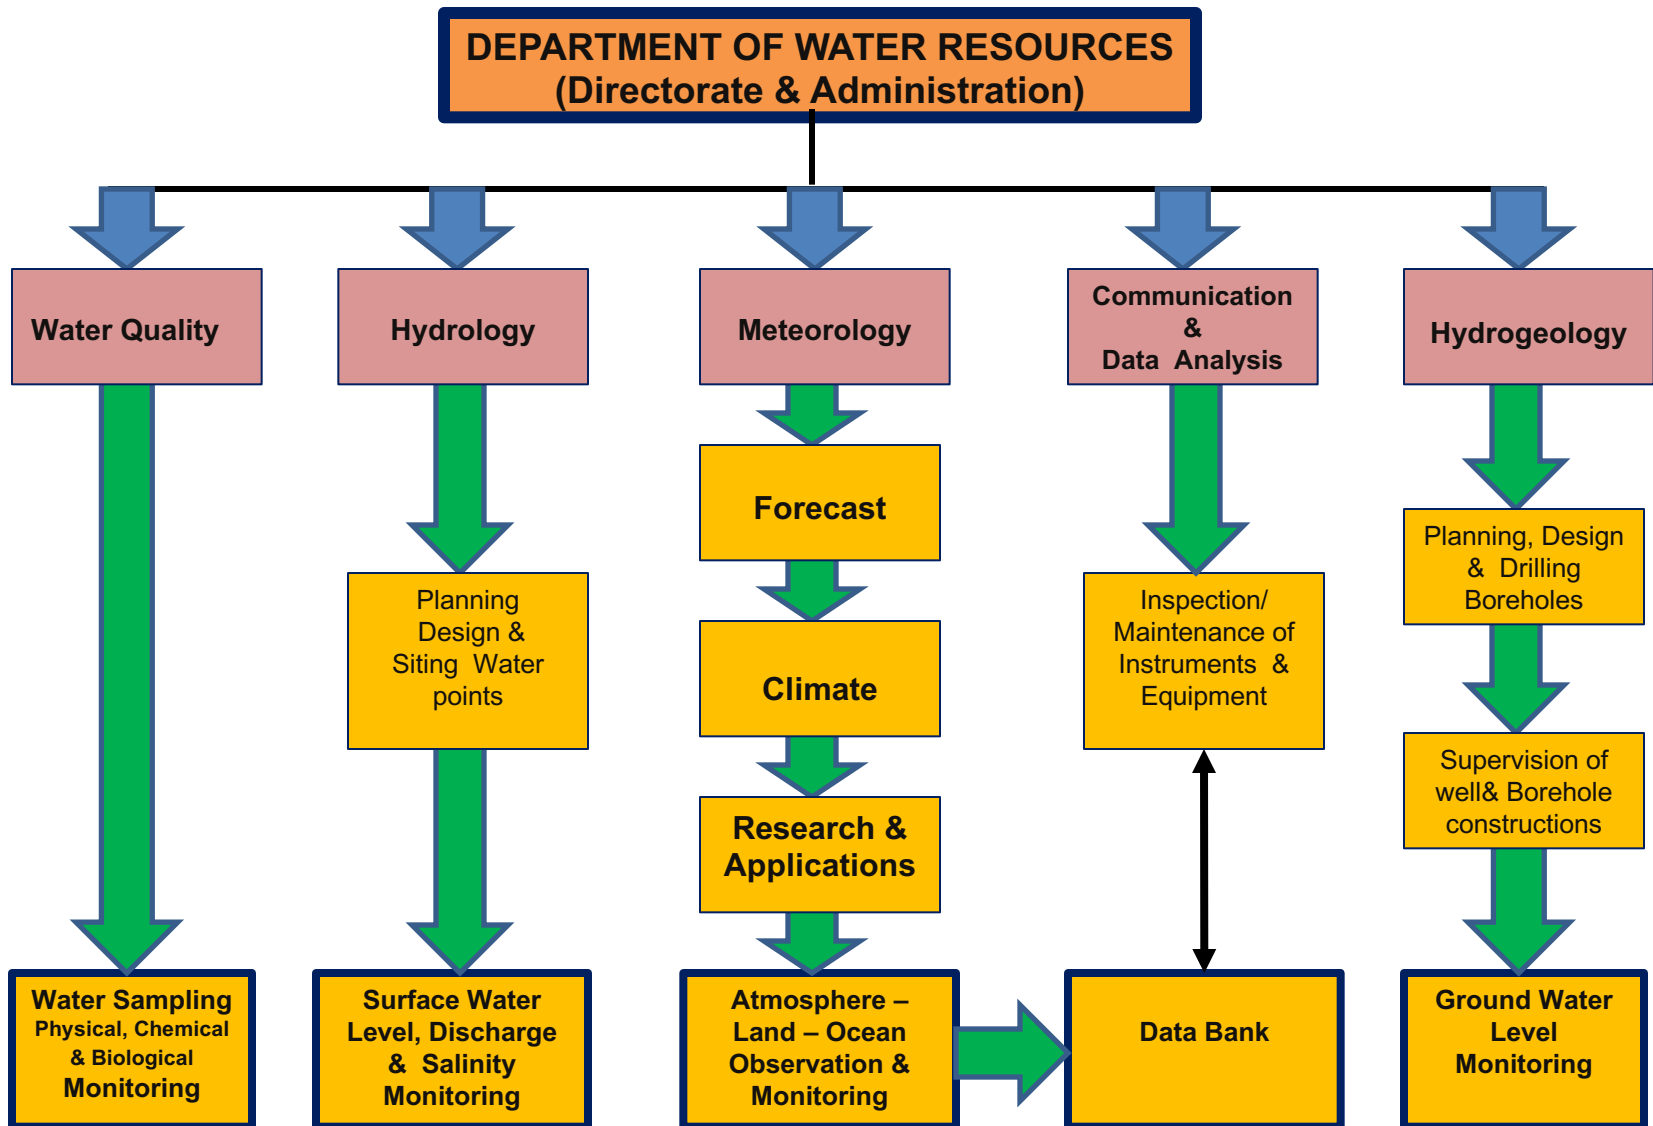 DEPARTMENT OF WATER RESOURCES
(Directorate & Administration)
Water Quality
Hydrology
Meteorology
Communication
&
Data Analysis
Hydrogeology
Forecast
Planning, Design
& Drilling
Boreholes
Planning
Design &
Siting Water
points
Climate
Inspection/
Maintenance of
Instruments &
Equipment
Supervision of
well& Borehole
constructions
Research &
Applications
Water Sampling
Physical, Chemical
& Biological
Monitoring
Surface Water
Level, Discharge
& Salinity
Monitoring
Atmosphere –
Land – Ocean
Observation &
Monitoring
Data Bank
Ground Water
Level
Monitoring